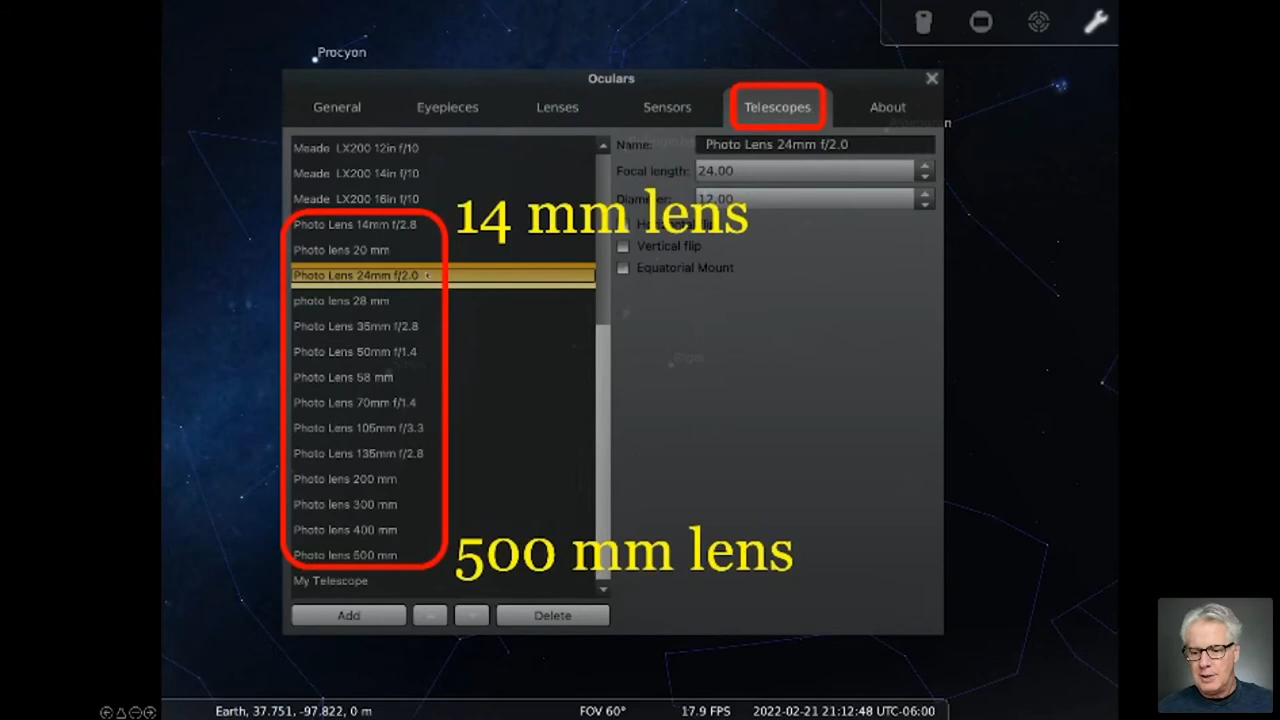 Procyon
Oculars
General Eyepieces Lenses Sensors Telescopes About
Meade LX200 12in f/10
Meade LX200 14in f/10
Meade LX200 16in f/10
Photo Lens 14mm f/2.8
Photo lens 20 mm
Photo Lens 24mm f/2.0
photo lens 28 mm
Photo Lens 35mm f/2.8
Photo Lens 50mm f/1.4
Photo Lens 58 mm
Photo Lens 70mm f/1.4
Photo Lens 105mm f/3.3
Photo Lens 135mm f/2.8
Photo lens 200 mm
Photo lens 300 mm
Photo lens 400 mm
Photo lens 500 mm
My Telescope
Add Delete
Name: Photo Lens 24mm f/2.0
Focal length: 24.00
12.00
14 mm lens
Vertical flip
Equatorial Mount
Rigel
500 mm lens
Earth, 37.751, -97.822, 0 m FOV 60° 17.9 FPS 2022-02-21 21:12:48 UTC-06:00